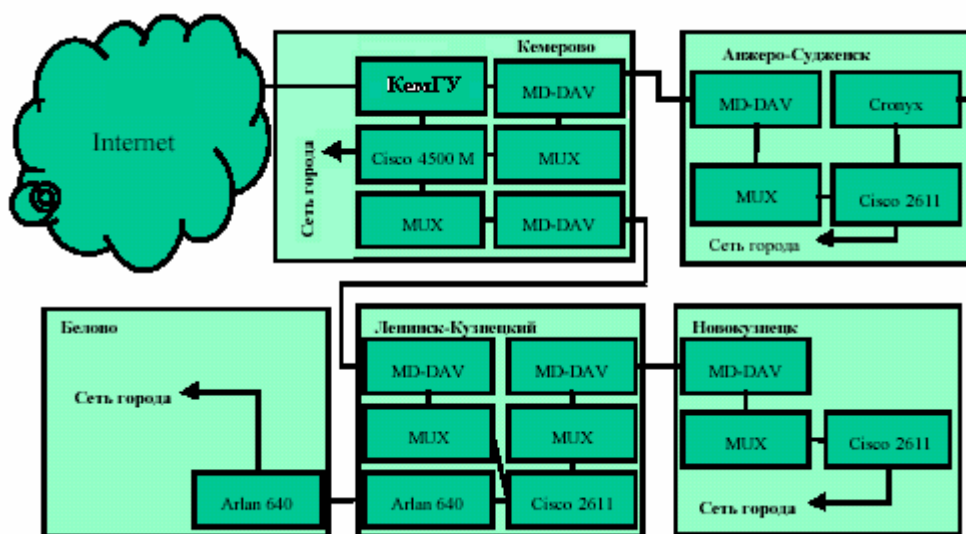 Internet
Кемерово
КемГУ
MD-DAV
Cisco 4500 M
MUX
MUX
MD-DAV
Сеть города
Анжеро-Судженск
MD-DAV
Cronyx
MUX
Cisco 2611
Сеть города
Белово
Сеть города
Arlan 640
Ленинск-Кузнецкий
MD-DAV
MD-DAV
MUX
MUX
Arlan 640
Cisco 2611
Новокузнецк
MD-DAV
MUX
Cisco 2611
Сеть города